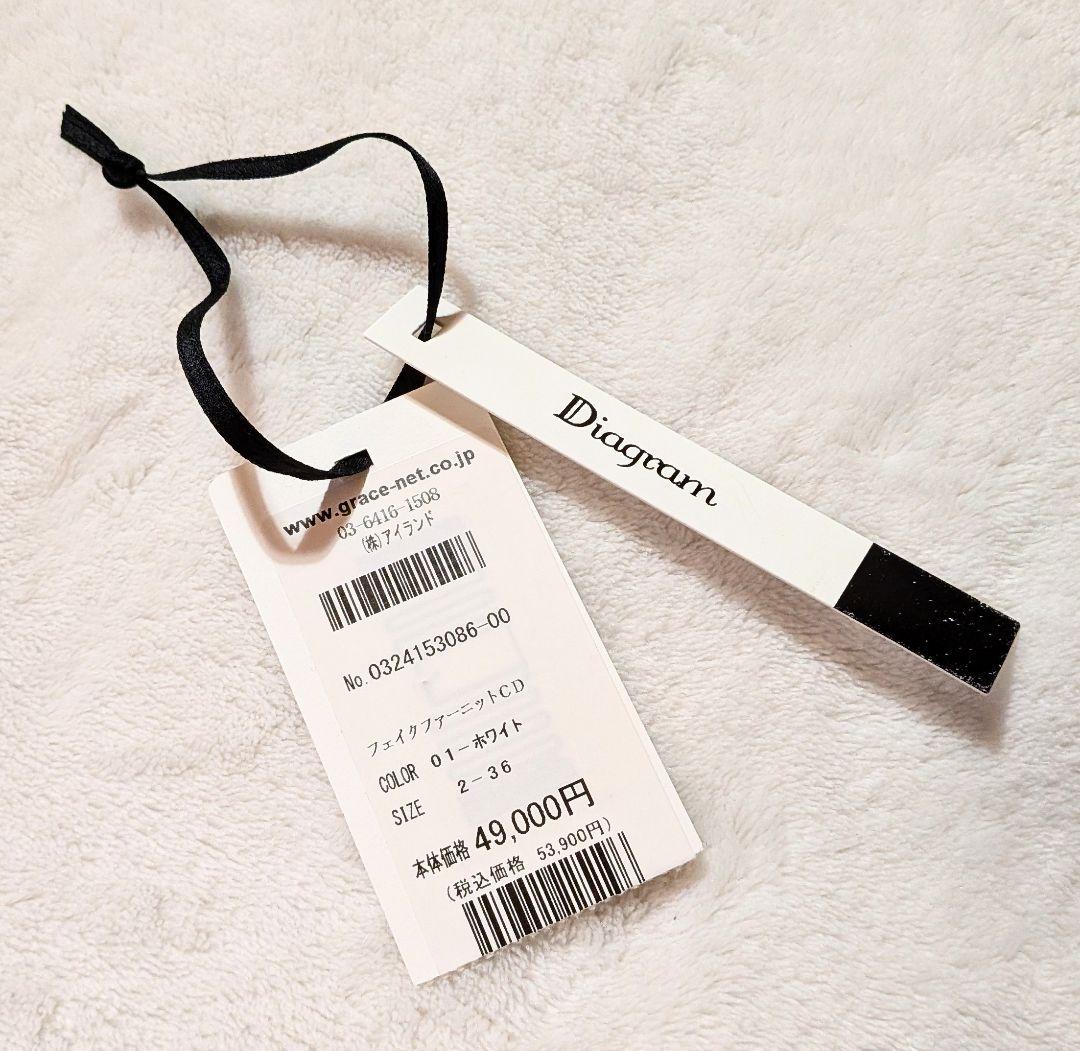 Diagram
www.grace-net.co.jp
03-6416-1508
(株)アイランド
No.0324153086-00
フェイクファーニットCD
COLOR 01-ホワイト
SIZE 2-36
本体価格 49,000円
(税込価格 53,900円)